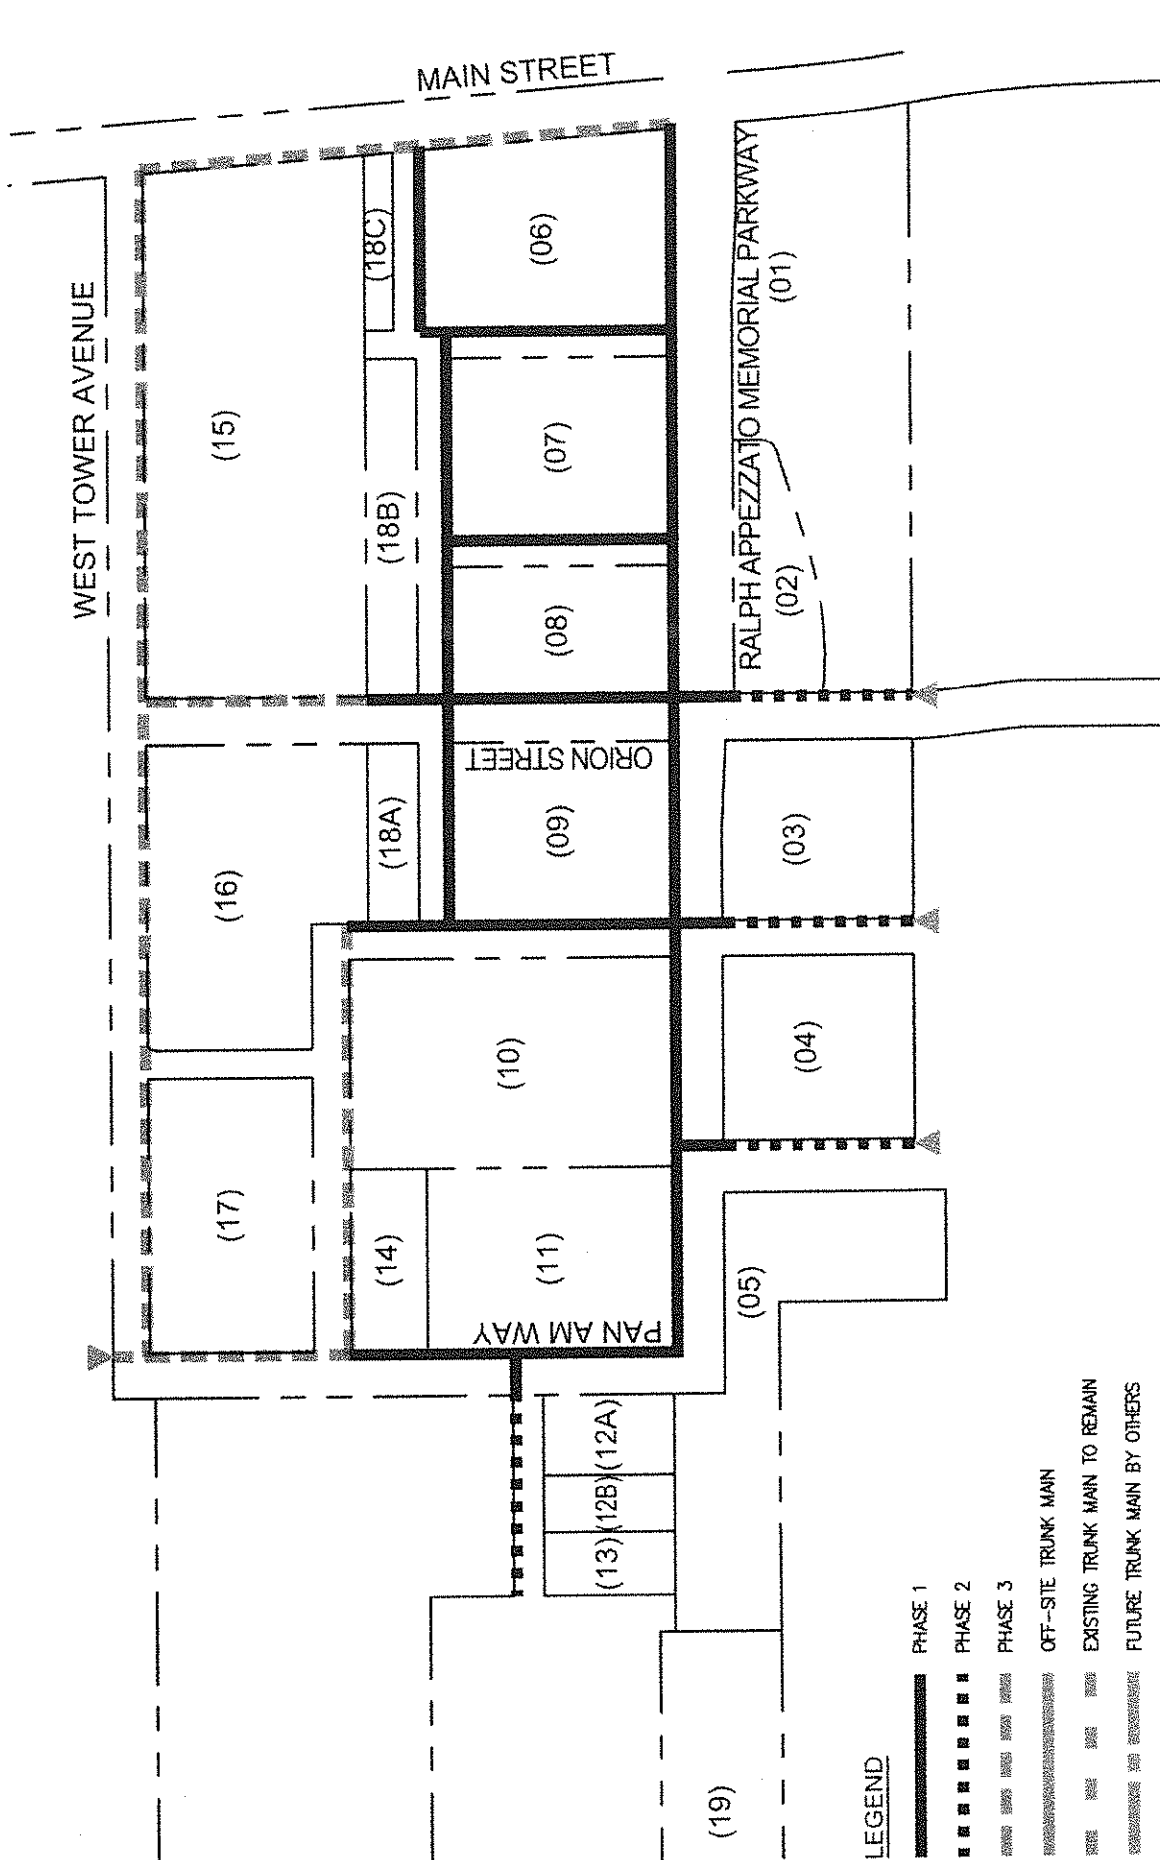 MAIN STREET
WEST TOWER AVENUE
RALPH APPEZZATO MEMORIAL PARKWAY
ORION STREET
PAN AM WAY
(01)
(02)
(03)
(04)
(05)
(06)
(07)
(08)
(09)
(10)
(11)
(12A)
(12B)
(13)
(14)
(15)
(16)
(17)
(18A)
(18B)
(18C)
(19)
LEGEND
PHASE 1
PHASE 2
PHASE 3
OFF-SITE TRUNK MAIN
EXISTING TRUNK MAIN TO REMAIN
FUTURE TRUNK MAIN BY OTHERS